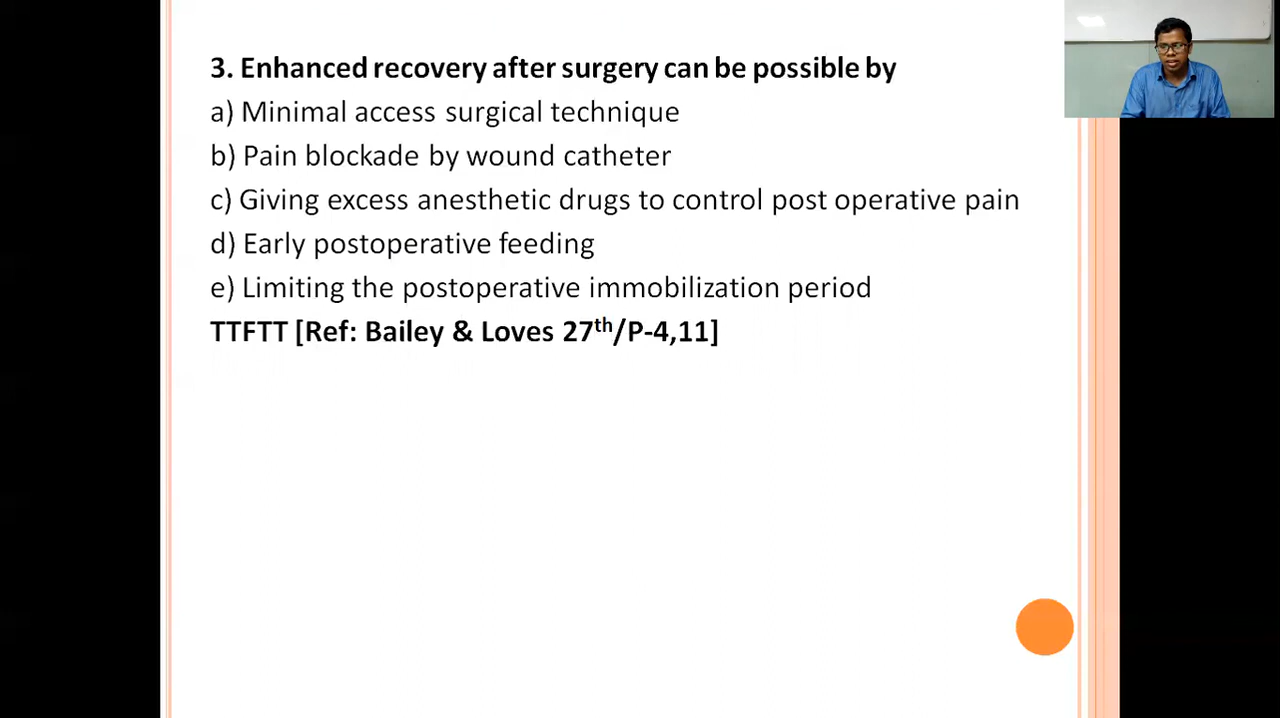 3. Enhanced recovery after surgery can be possible by
a) Minimal access surgical technique
b) Pain blockade by wound catheter
c) Giving excess anesthetic drugs to control post operative pain
d) Early postoperative feeding
e) Limiting the postoperative immobilization period
TTFTT [Ref: Bailey & Loves 27th/P-4,11]